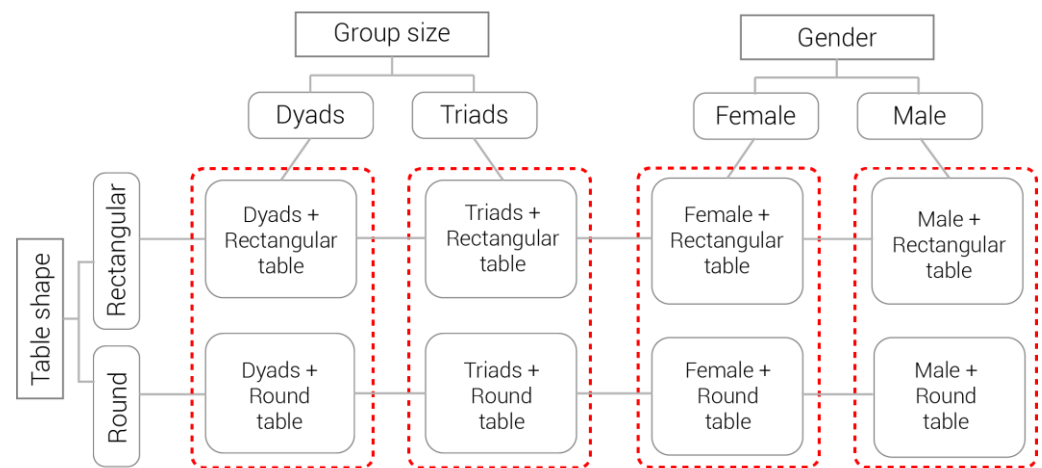 Group size
Gender
Dyads
Triads
Female
Male
Table shape
Rectangular
Dyads +
Rectangular
table
Triads +
Rectangular
table
Female +
Rectangular
table
Male +
Rectangular
table
Round
Dyads +
Round
table
Triads +
Round
table
Female +
Round
table
Male +
Round
table